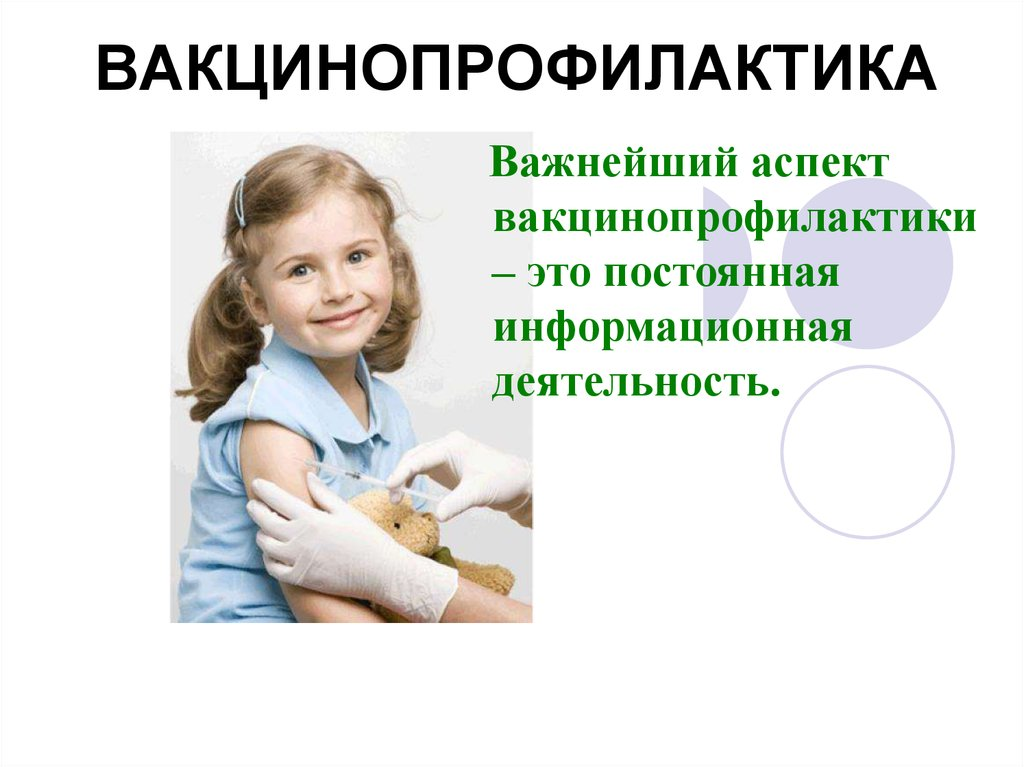 ВАКЦИНОПРОФИЛАКТИКА
Важнейший аспект
вакцинопрофилактики
– это постоянная
информационная
деятельность.